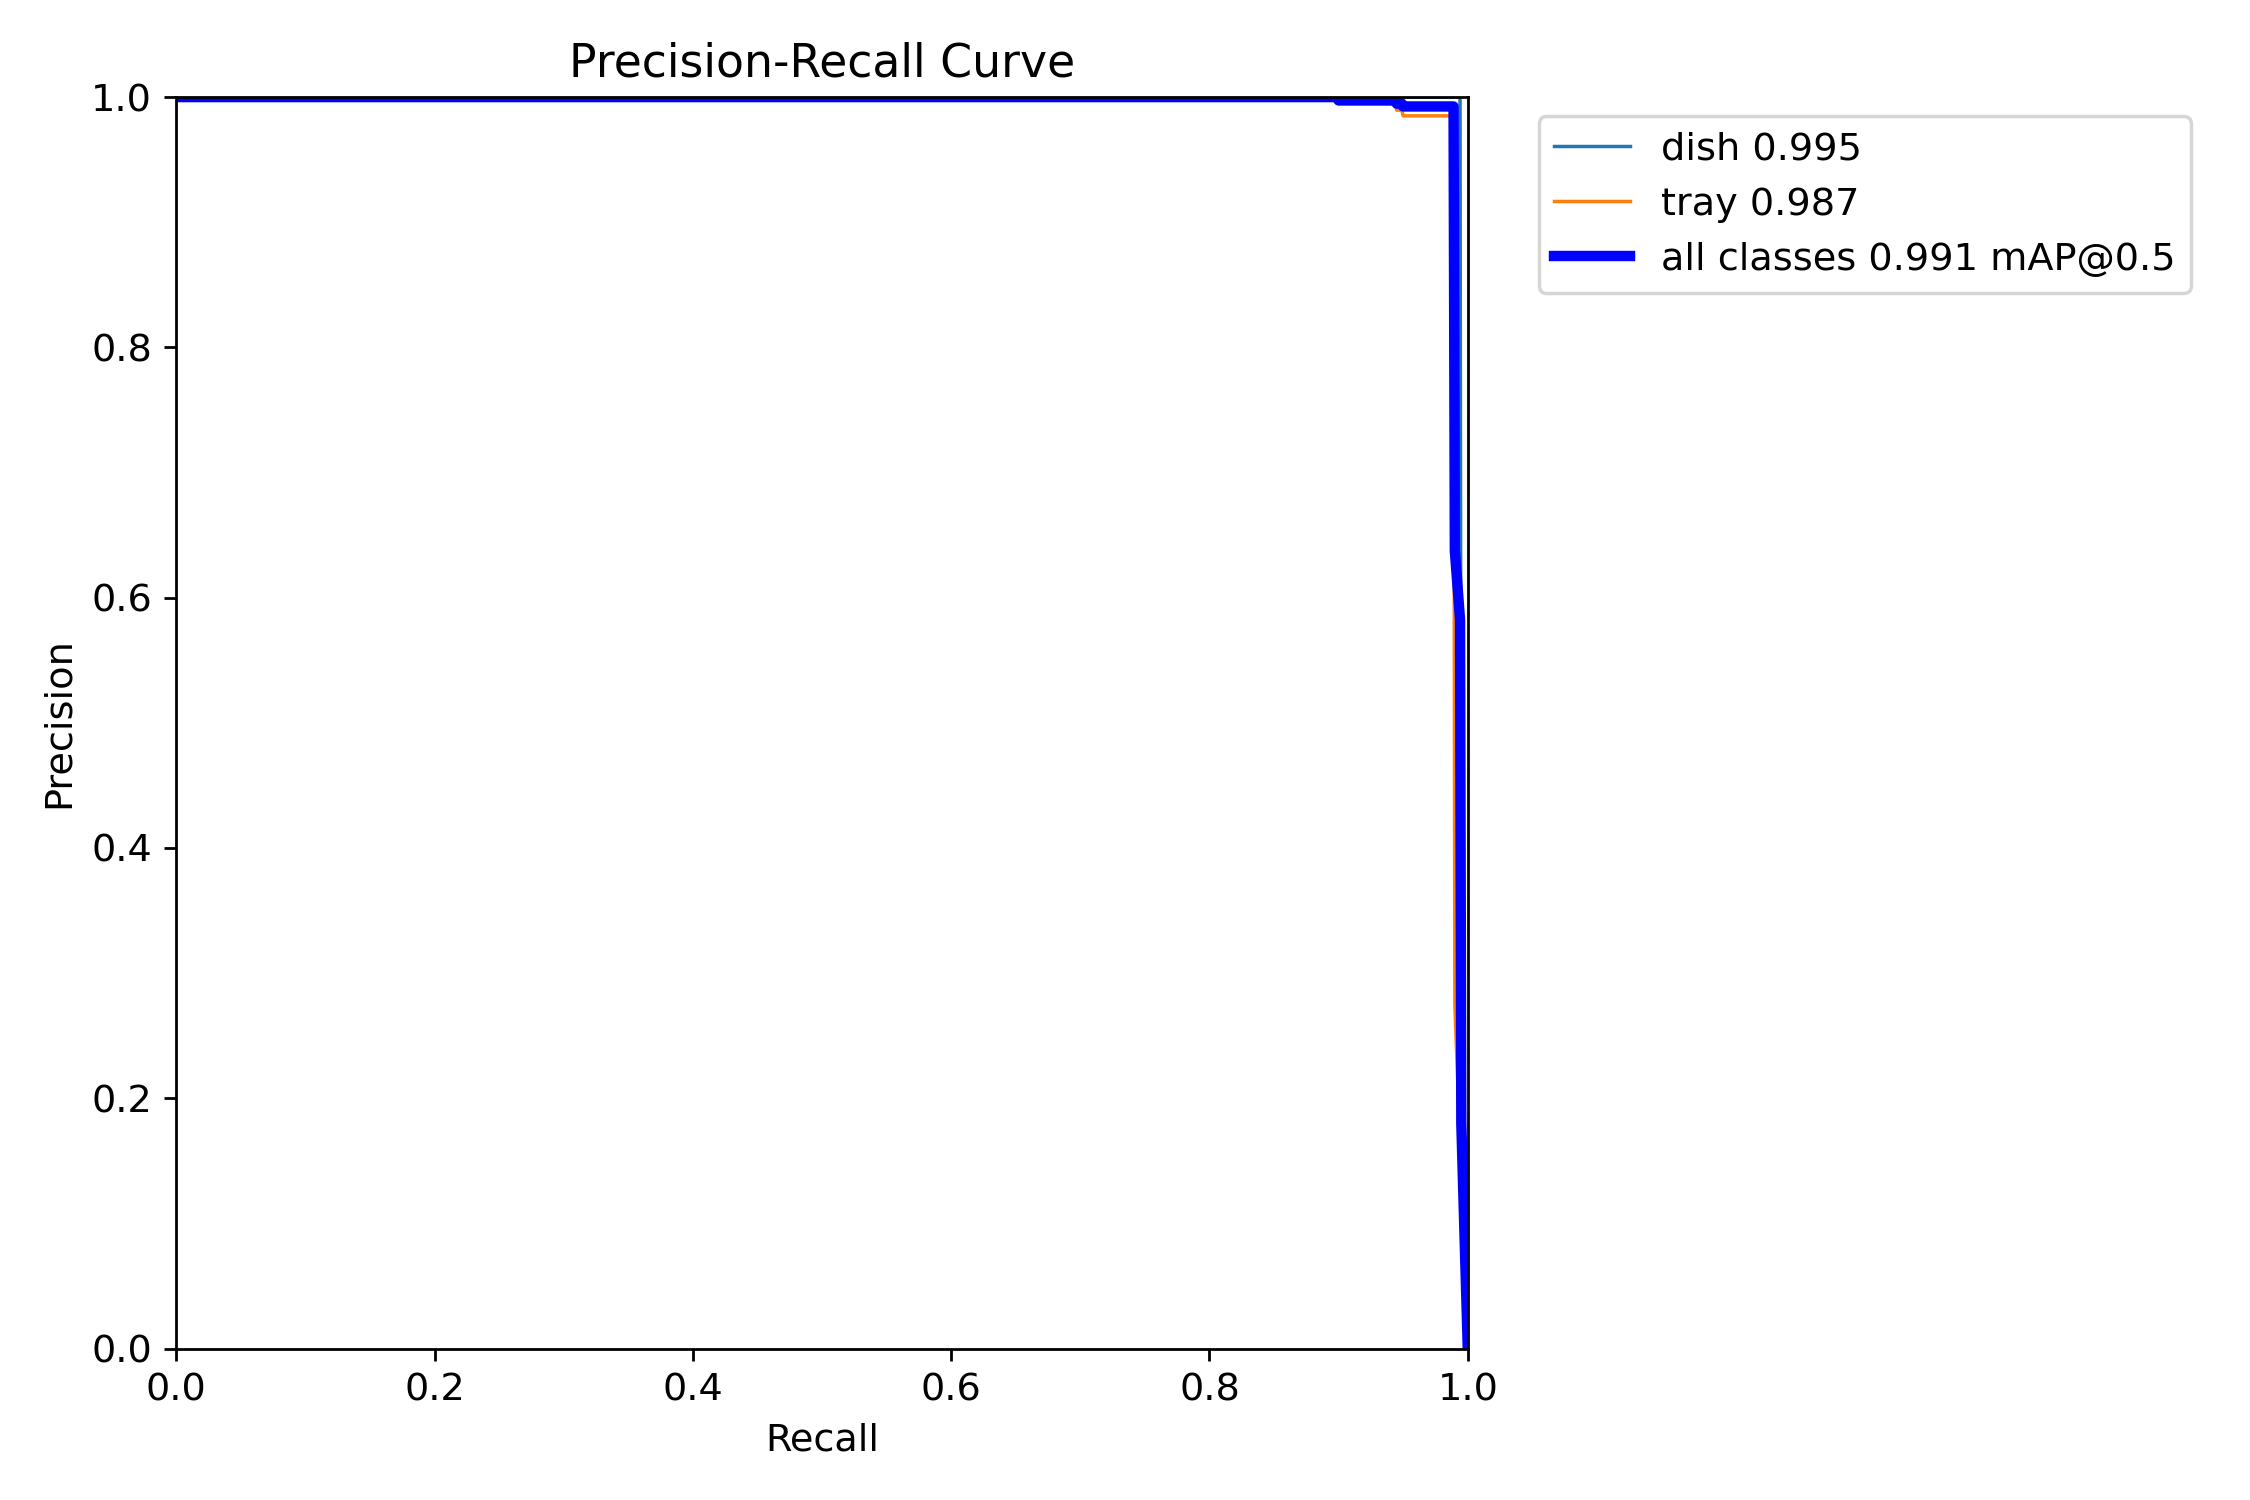 Precision-Recall Curve
dish 0.995
tray 0.987
all classes 0.991 mAP@0.5
Precision
1.0
0.8
0.6
0.4
0.2
0.0
0.0 0.2 0.4 0.6 0.8 1.0
Recall